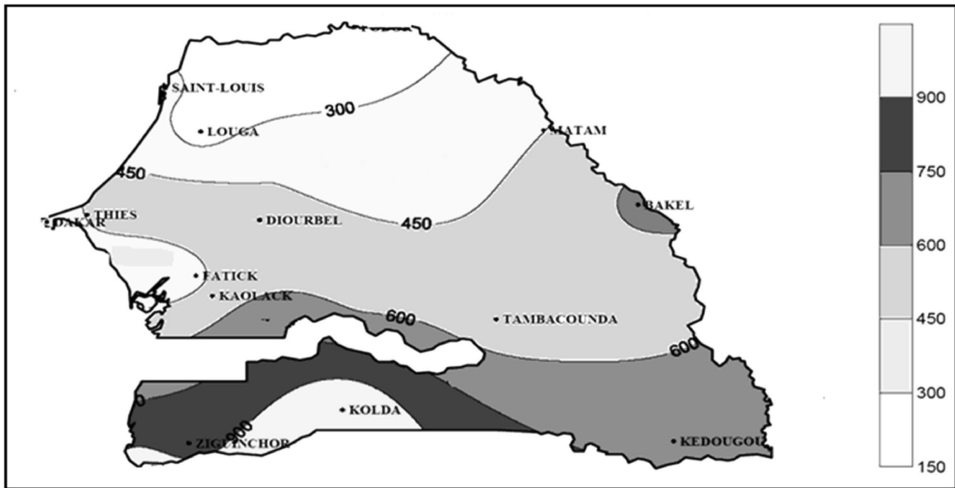 SAINT-LOUIS
300
LOUGA
MATAM
450
THIES
DAKAR
DIOURBEL
450
BAKEL
FATICK
KAOLACK
600
TAMBACOUNDA
600
KOLDA
900
ZIGUINCHOR
KEDOUGOU
900
750
600
450
300
150